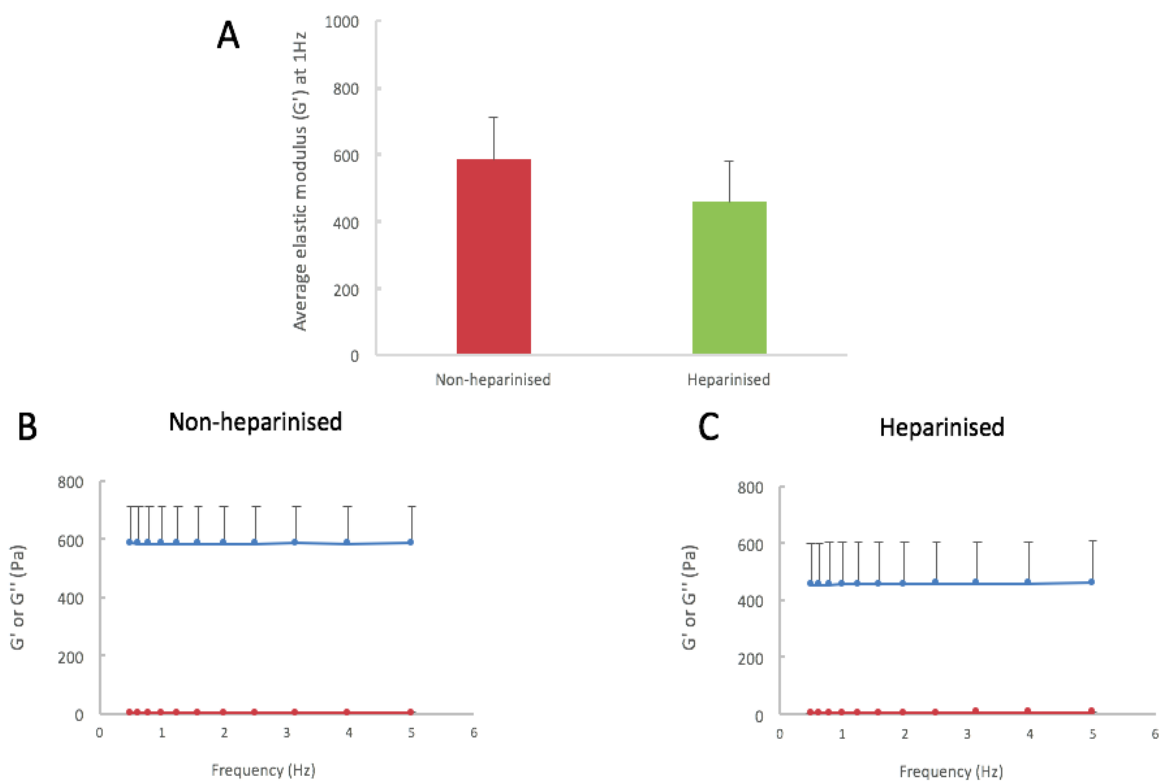 A
Average elastic modulus (G') at 1Hz
1000
800
600
400
200
0
Non-heparinised
Heparinised
B
Non-heparinised
G' or G'' (Pa)
800
600
400
200
0
0
1
2
3
4
5
6
Frequency (Hz)
C
Heparinised
G' or G'' (Pa)
800
600
400
200
0
0
1
2
3
4
5
6
Frequency (Hz)